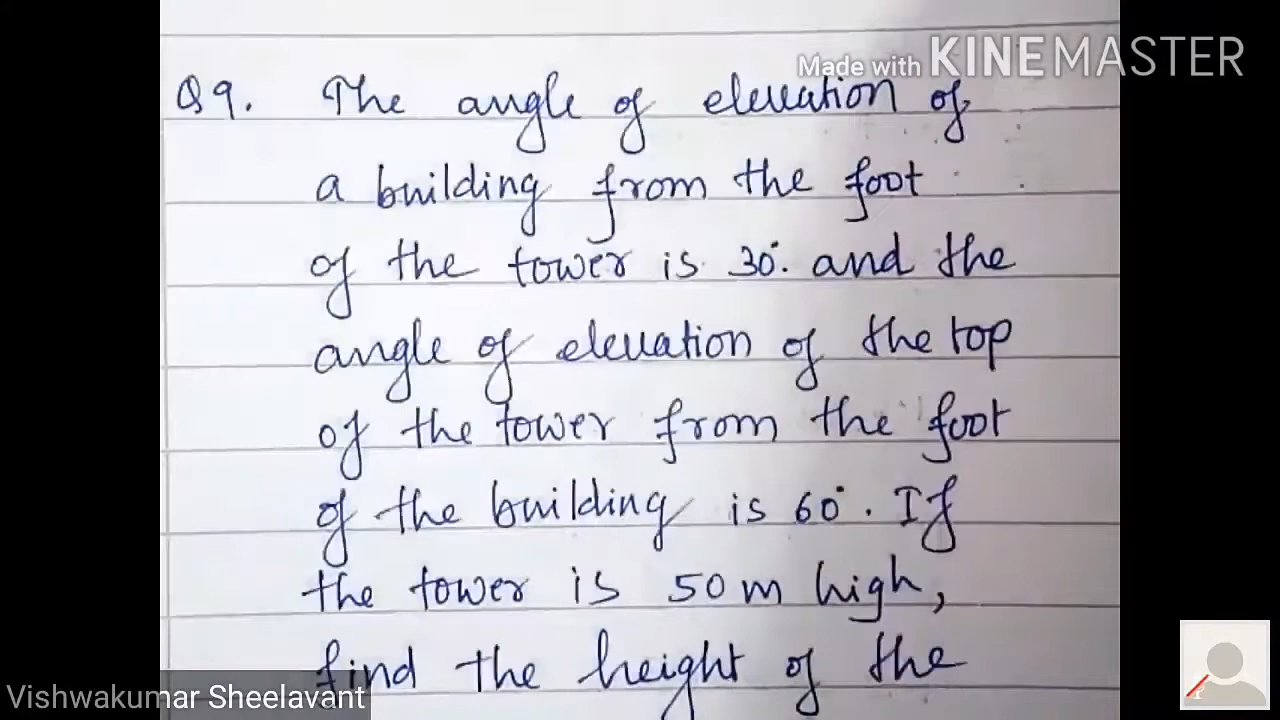 Made with KINEMASTER
Q9. The angle of elevation of
a building from the foot
of the tower is 30°. and the
angle of elevation of the top
of the tower from the foot
of the building is 60°. If
the tower is 50 m high,
find the height of the
Vishwakumar Sheelavant